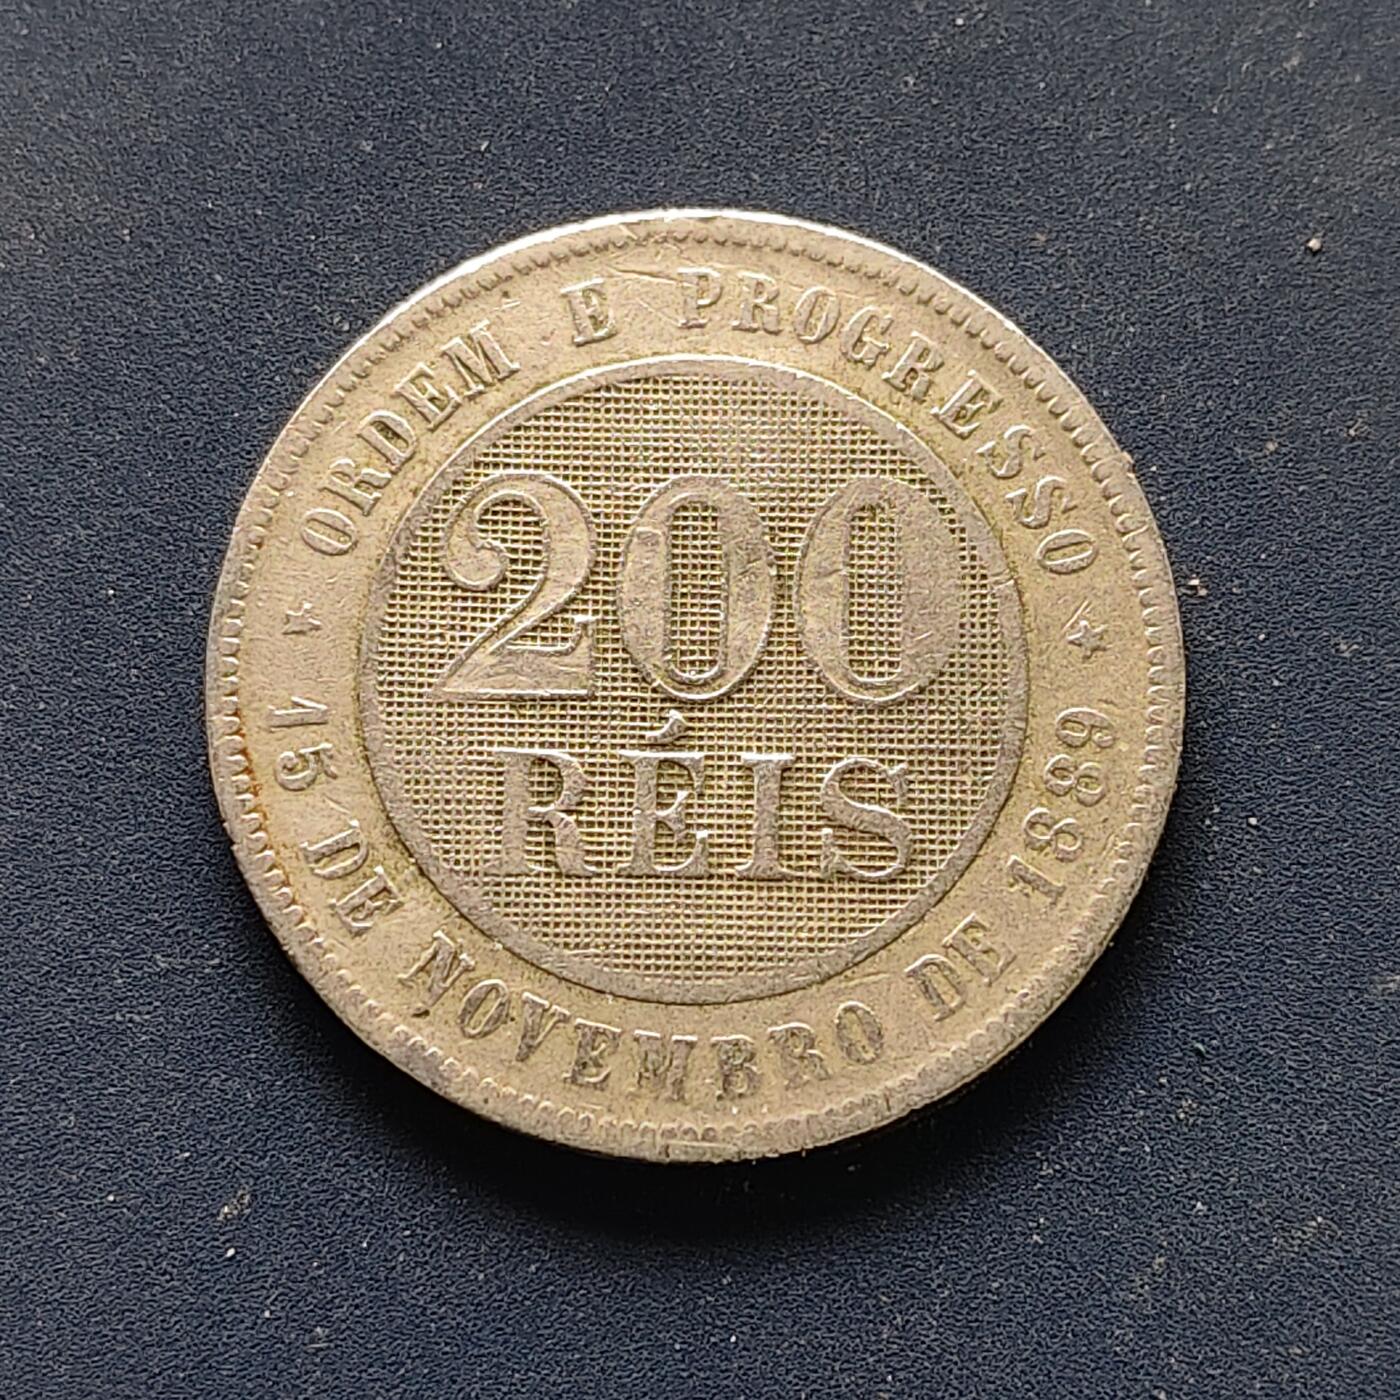 ORDEM E PROGRESSO
200
RÉIS
15 DE NOVEMBRO DE 1889